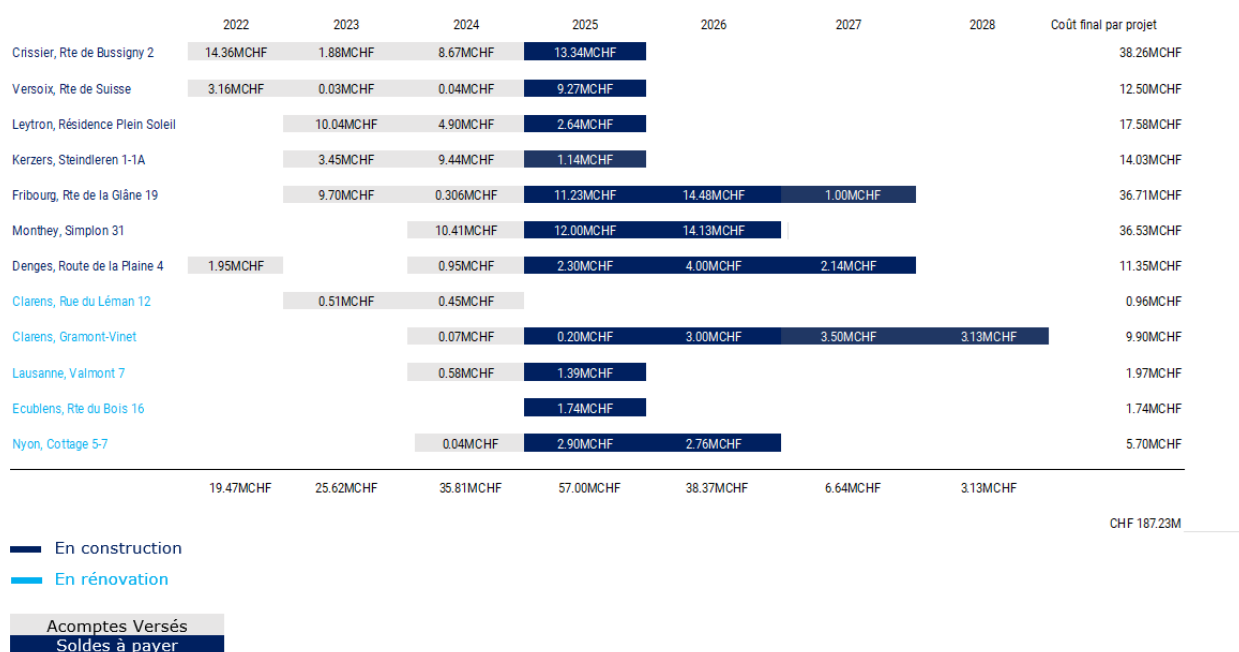 2022 2023 2024 2025 2026 2027 2028 Coût final par projet
Crissier, Rte de Bussigny 2 14.36MCHF 1.88MCHF 8.67MCHF 13.34MCHF 38.26MCHF
Versoix, Rte de Suisse 3.16MCHF 0.03MCHF 0.04MCHF 9.27MCHF 12.50MCHF
Leytron, Résidence Plein Soleil 10.04MCHF 4.90MCHF 2.64MCHF 17.58MCHF
Kerzers, Steindleren 1-1A 3.45MCHF 9.44MCHF 1.14MCHF 14.03MCHF
Fribourg, Rte de la Glâne 19 9.70MCHF 0.306MCHF 11.23MCHF 14.48MCHF 1.00MCHF 36.71MCHF
Monthey, Simplon 31 10.41MCHF 12.00MCHF 14.13MCHF 36.53MCHF
Denges, Route de la Plaine 4 1.95MCHF 0.95MCHF 2.30MCHF 4.00MCHF 2.14MCHF 11.35MCHF
Clarens, Rue du Léman 12 0.51MCHF 0.45MCHF 0.96MCHF
Clarens, Gramont-Vinet 0.07MCHF 0.20MCHF 3.00MCHF 3.50MCHF 3.13MCHF 9.90MCHF
Lausanne, Valmont 7 0.58MCHF 1.39MCHF 1.97MCHF
Ecublens, Rte du Bois 16 1.74MCHF 1.74MCHF
Nyon, Cottage 5-7 0.04MCHF 2.90MCHF 2.76MCHF 5.70MCHF
19.47MCHF 25.62MCHF 35.81MCHF 57.00MCHF 38.37MCHF 6.64MCHF 3.13MCHF
CHF 187.23M
En construction
En rénovation
Acomptes Versés
Soldes à payer